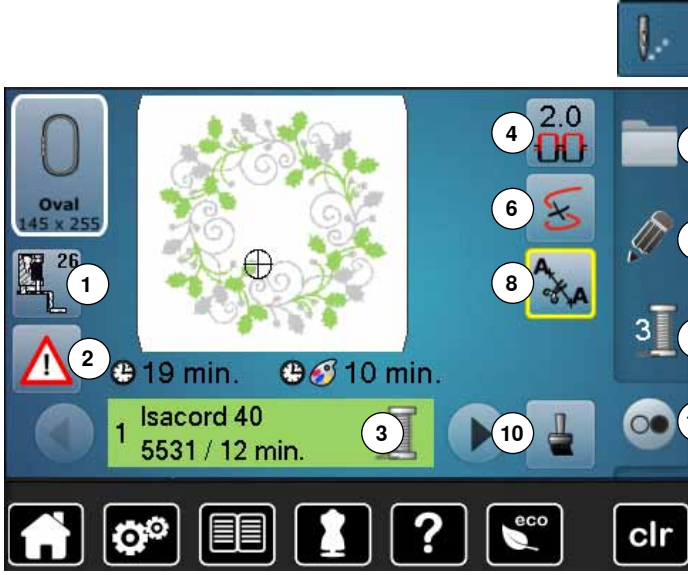 2.0
4
Oval
145 x 255
6
26
1
8
A
A
2
3
19 min.
10 min.
1
Isacord 40
5531 / 12 min.
3
10
?
eco
clr